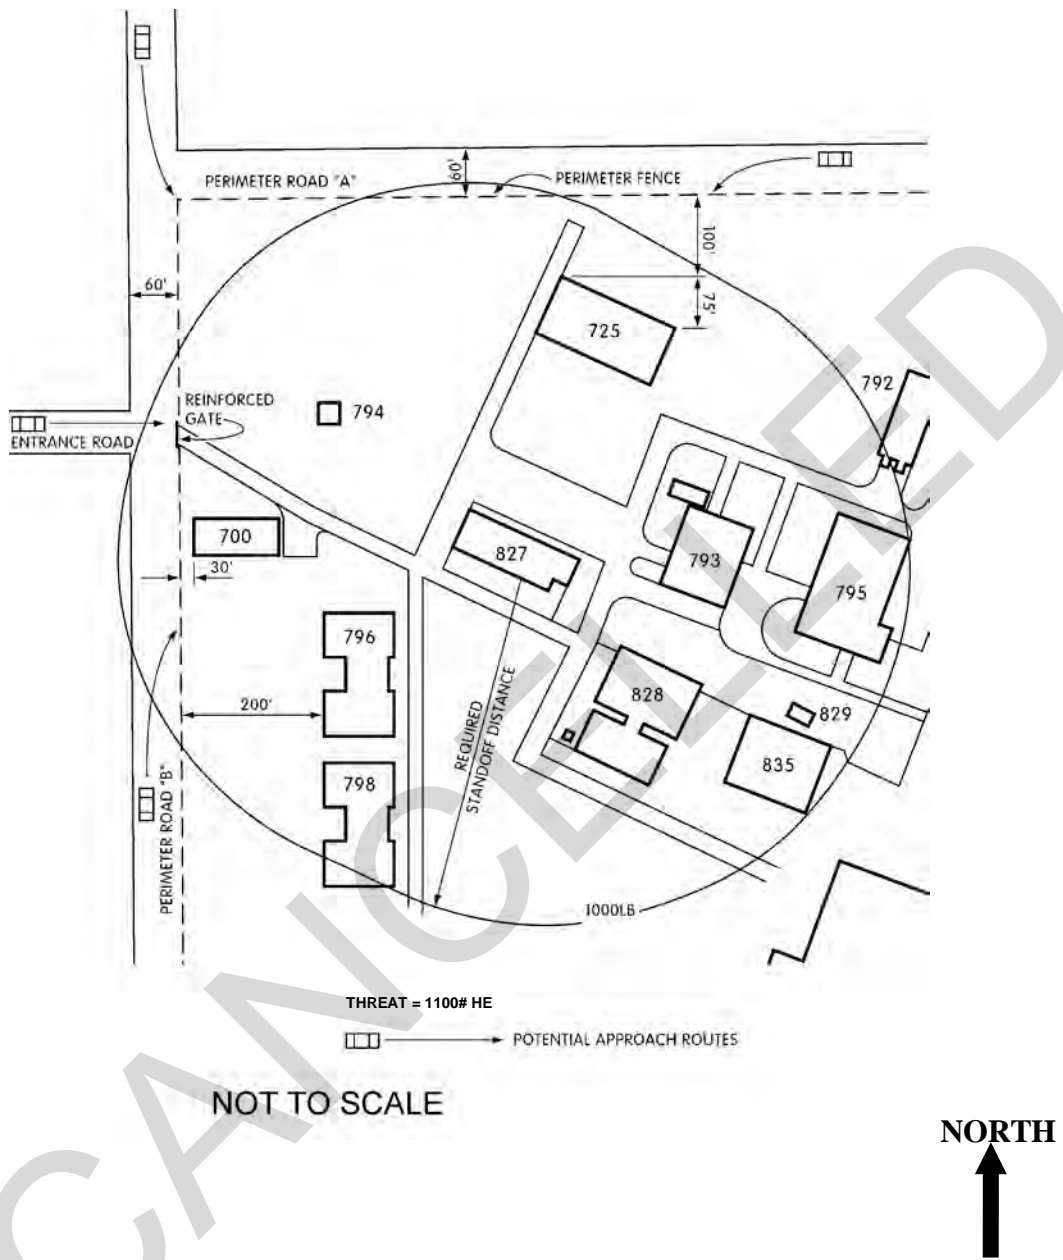 PERIMETER ROAD "A"
60'
PERIMETER FENCE
100'
60'
75'
725
792
REINFORCED
GATE
794
ENTRANCE ROAD
700
827
793
30'
795
796
REQUIRED
STANDOFF DISTANCE
828
200'
829
835
798
PERIMETER ROAD "B"
1000LB
THREAT = 1100# HE
POTENTIAL APPROACH ROUTES
NOT TO SCALE
NORTH
CANCELLED